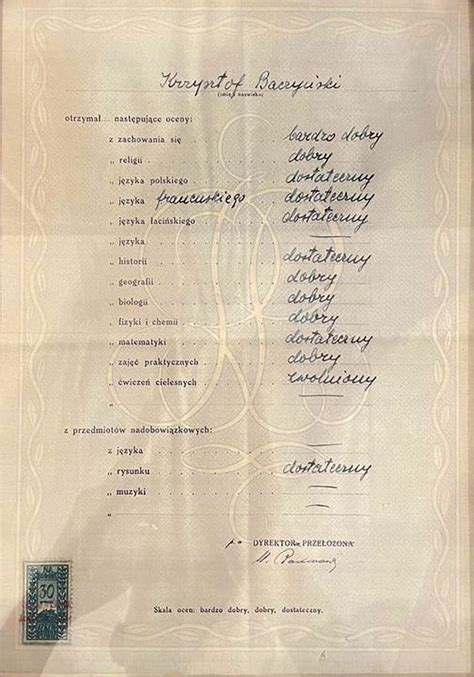 Krzysztof Baczyński
(imię i nazwisko)
otrzymał następujące oceny:
z zachowania się bardzo dobry
„ religii dobry
„ języka polskiego dostateczny
„ języka francuskiego dostateczny
„ języka łacińskiego dostateczny
„ języka —
„ historii dostateczny
„ geografii dobry
„ biologii dobry
„ fizyki i chemii dobry
„ matematyki dostateczny
„ zajęć praktycznych dobry
„ ćwiczeń cielesnych zwolniony
z przedmiotów nadobowiązkowych:
z języka —
„ rysunku dostateczny
„ muzyki —
„ —
DYREKTOR-PRZEŁOŻONA
30
Skala ocen: bardzo dobry, dobry, dostateczny.